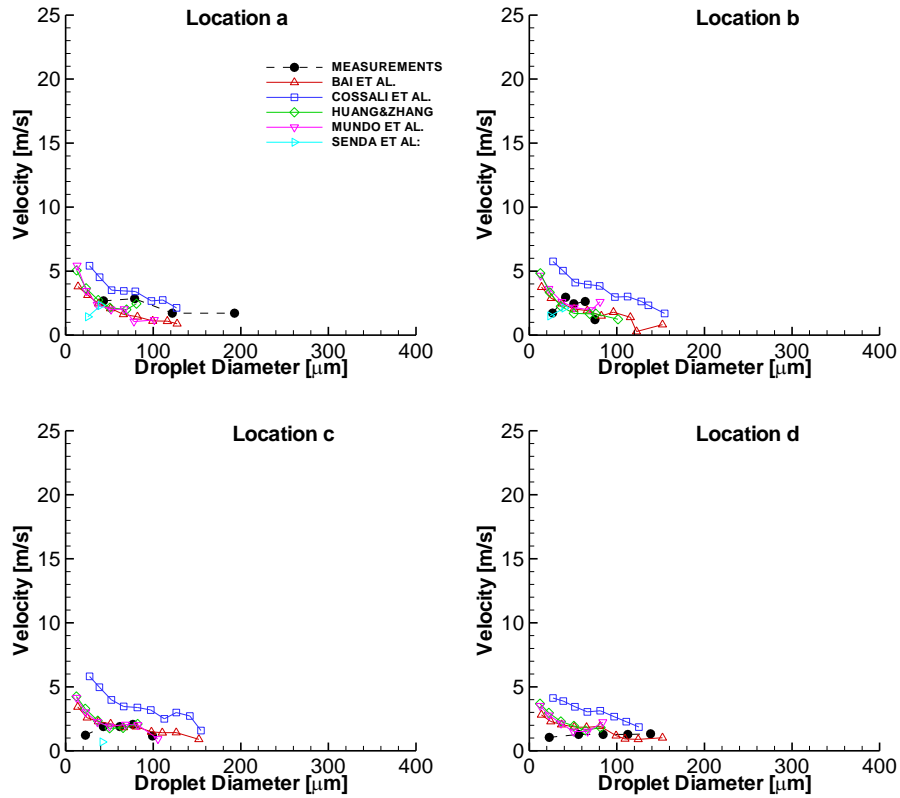 Location a
25
20
15
10
5
0
Velocity [m/s]
0 100 200 300 400
Droplet Diameter [μm]
MEASUREMENTS
BAI ET AL.
COSSALI ET AL.
HUANG&ZHANG
MUNDO ET AL.
SENDA ET AL:
Location b
25
20
15
10
5
0
Velocity [m/s]
0 100 200 300 400
Droplet Diameter [μm]
Location c
25
20
15
10
5
0
Velocity [m/s]
0 100 200 300 400
Droplet Diameter [μm]
Location d
25
20
15
10
5
0
Velocity [m/s]
0 100 200 300 400
Droplet Diameter [μm]